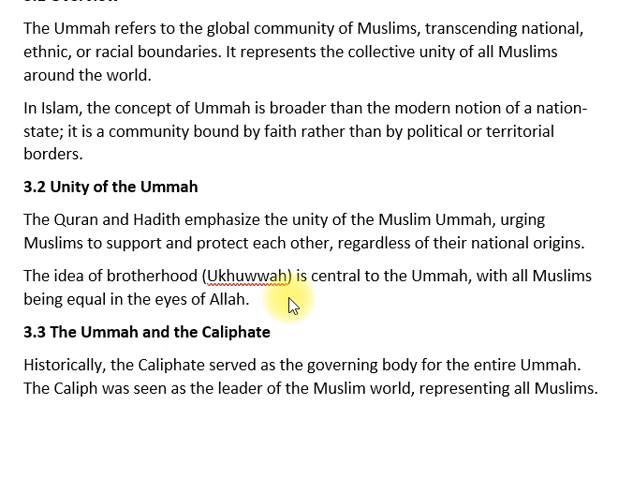 The Ummah refers to the global community of Muslims, transcending national,
ethnic, or racial boundaries. It represents the collective unity of all Muslims
around the world.
In Islam, the concept of Ummah is broader than the modern notion of a nation-
state; it is a community bound by faith rather than by political or territorial
borders.
3.2 Unity of the Ummah
The Quran and Hadith emphasize the unity of the Muslim Ummah, urging
Muslims to support and protect each other, regardless of their national origins.
The idea of brotherhood (Ukhuwwah) is central to the Ummah, with all Muslims
being equal in the eyes of Allah.
3.3 The Ummah and the Caliphate
Historically, the Caliphate served as the governing body for the entire Ummah.
The Caliph was seen as the leader of the Muslim world, representing all Muslims.